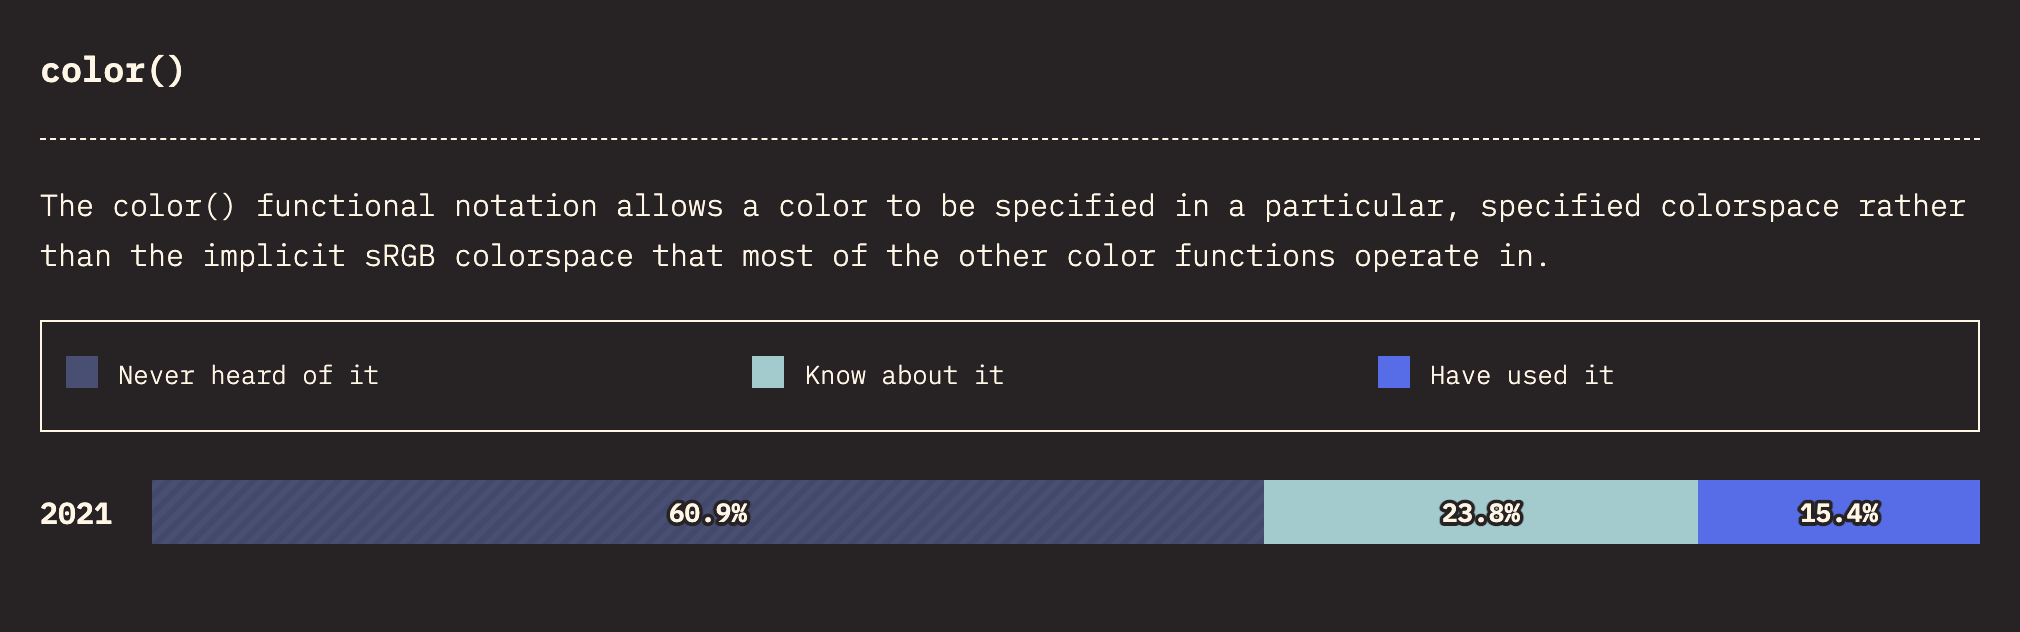 color()
The color() functional notation allows a color to be specified in a particular, specified colorspace rather
than the implicit sRGB colorspace that most of the other color functions operate in.
Never heard of it Know about it Have used it
2021 60.9% 23.8% 15.4%